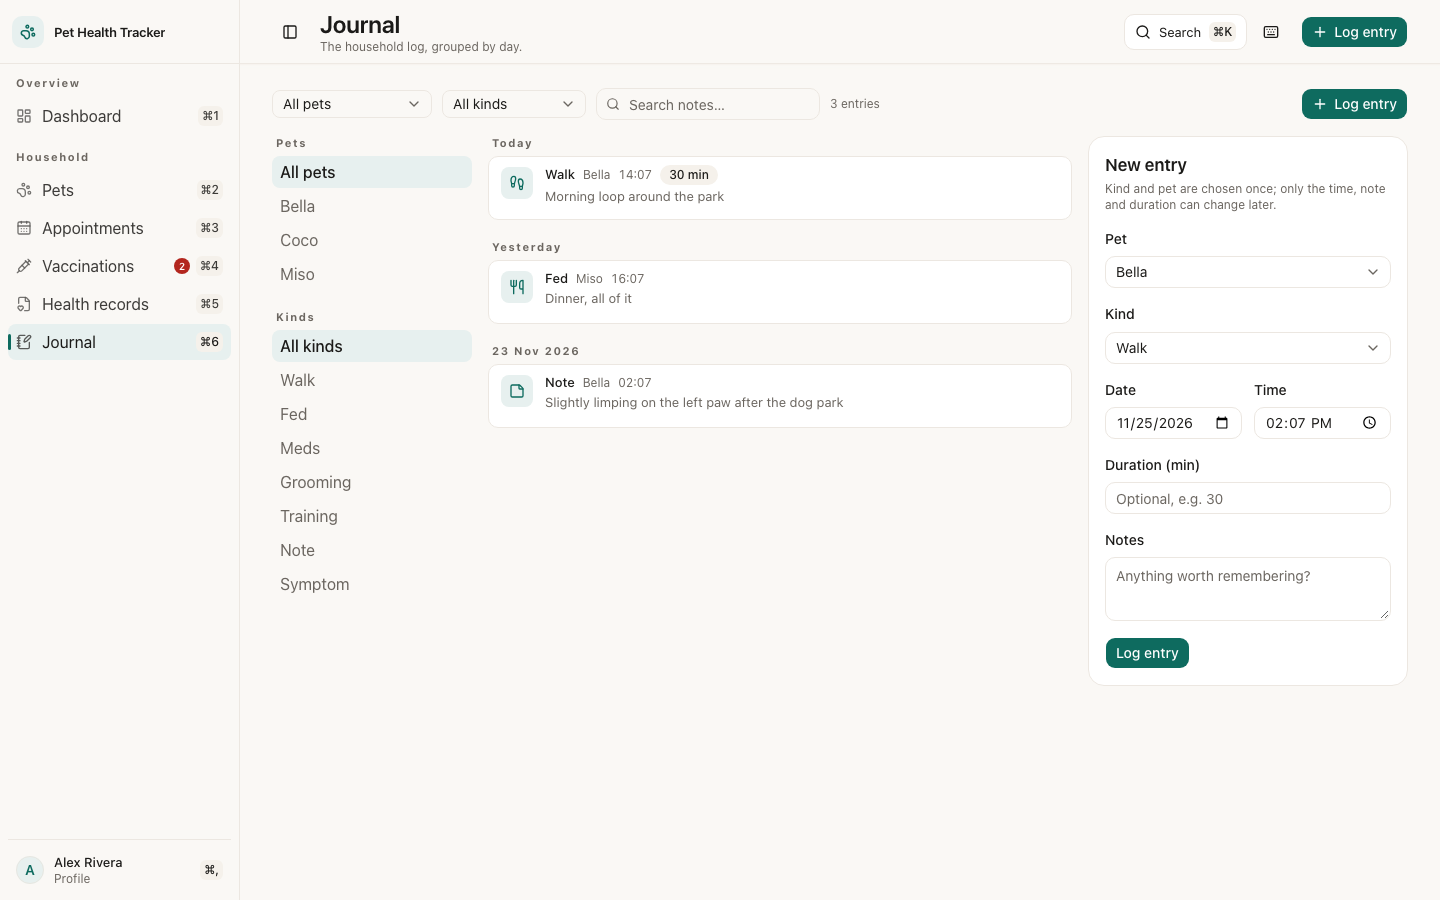 Pet Health Tracker
Overview
Dashboard ⌘1
Household
Pets ⌘2
Appointments ⌘3
Vaccinations 2 ⌘4
Health records ⌘5
Journal ⌘6
A
Alex Rivera
Profile
⌘,
Journal
The household log, grouped by day.
Search ⌘K
Log entry
All pets
All kinds
Search notes...
3 entries
Log entry
Pets
All pets
Bella
Coco
Miso
Kinds
All kinds
Walk
Fed
Meds
Grooming
Training
Note
Symptom
Today
Walk Bella 14:07 30 min
Morning loop around the park
Yesterday
Fed Miso 16:07
Dinner, all of it
23 Nov 2026
Note Bella 02:07
Slightly limping on the left paw after the dog park
New entry
Kind and pet are chosen once; only the time, note
and duration can change later.
Pet
Bella
Kind
Walk
Date Time
11/25/2026 02:07 PM
Duration (min)
Optional, e.g. 30
Notes
Anything worth remembering?
Log entry